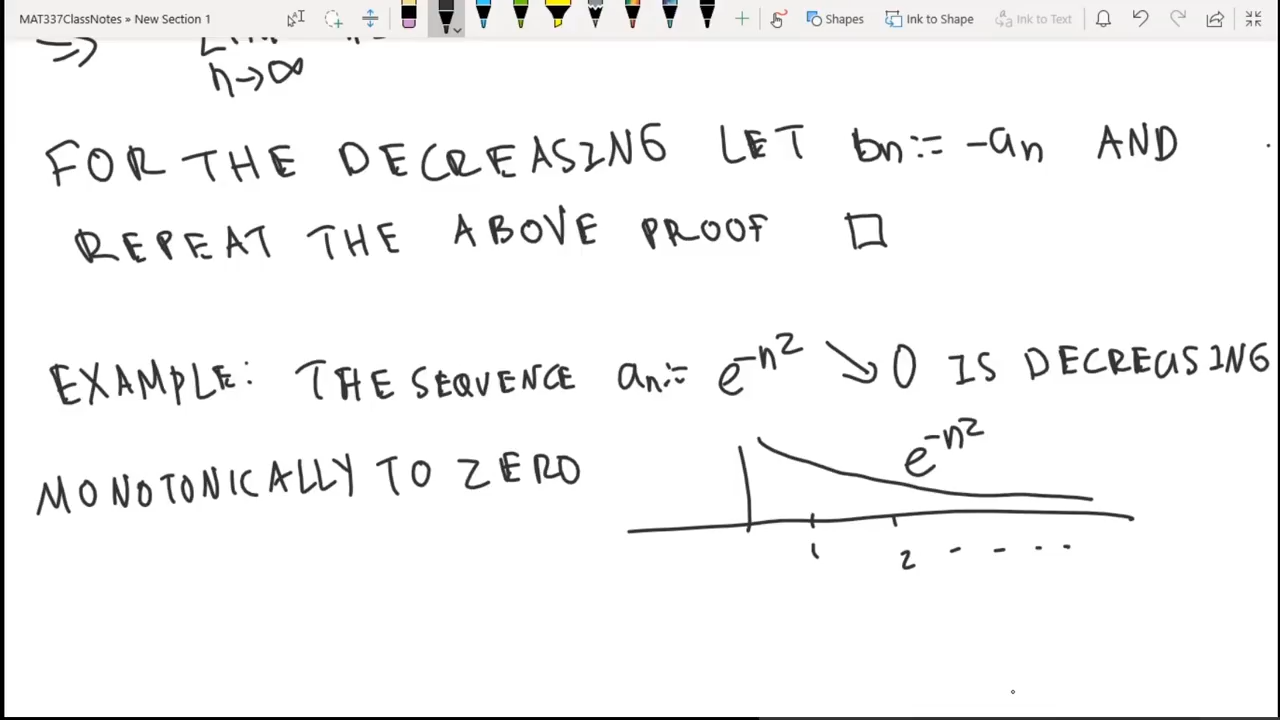 MAT337ClassNotes » New Section 1
Shapes
Ink to Shape
Ink to Text
n→∞
FOR THE DECREASING LET bn:= -an AND
REPEAT THE ABOVE PROOF □
EXAMPLE: THE SEQUENCE an:= e^-n² ↘ 0 IS DECREASING
MONOTONICALLY TO ZERO
e^-n²
1 2 - - - -